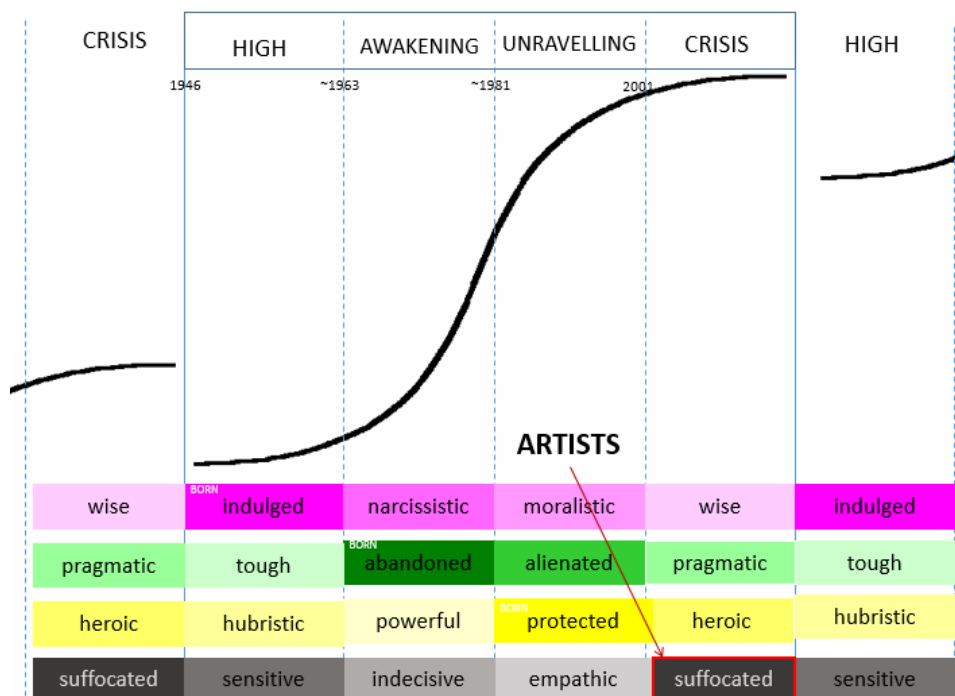 CRISIS
HIGH
AWAKENING
UNRAVELLING
CRISIS
HIGH
1946
~1963
~1981
2001
ARTISTS
wise
BORN
indulged
narcissistic
moralistic
wise
indulged
pragmatic
tough
BORN
abandoned
alienated
pragmatic
tough
heroic
hubristic
powerful
BORN
protected
heroic
hubristic
suffocated
sensitive
indecisive
empathic
suffocated
sensitive